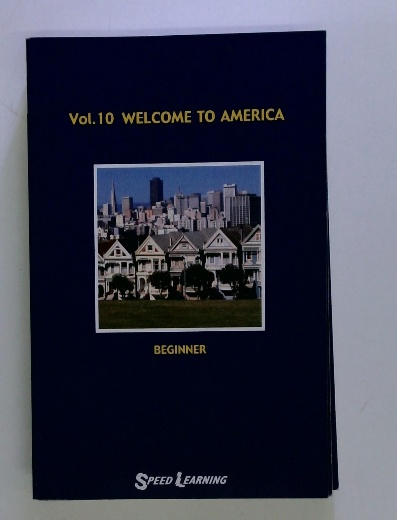 Vol.10 WELCOME TO AMERICA
BEGINNER
SPEED LEARNING